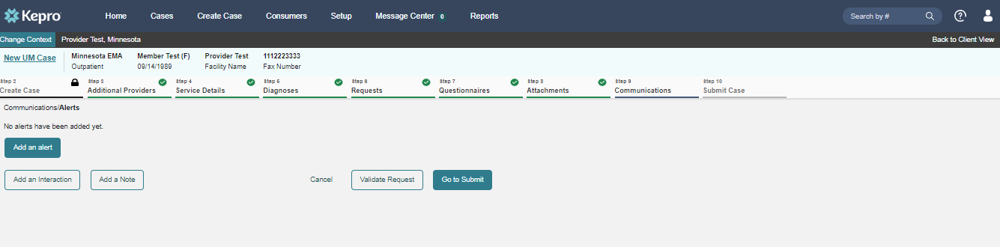 Kepro Home Cases Create Case Consumers Setup Message Center 0 Reports Search by #
Change Context Provider Test, Minnesota Back to Client View
New UM Case Minnesota EMA Member Test (F) Provider Test 1112223333
Outpatient 09/14/1989 Facility Name Fax Number
Step 2 Step 3 Step 4 Step 5 Step 6 Step 7 Step 8 Step 9 Step 10
Create Case Additional Providers Service Details Diagnoses Requests Questionnaires Attachments Communications Submit Case
Communications/Alerts
No alerts have been added yet.
Add an alert
Add an Interaction Add a Note Cancel Validate Request Go to Submit